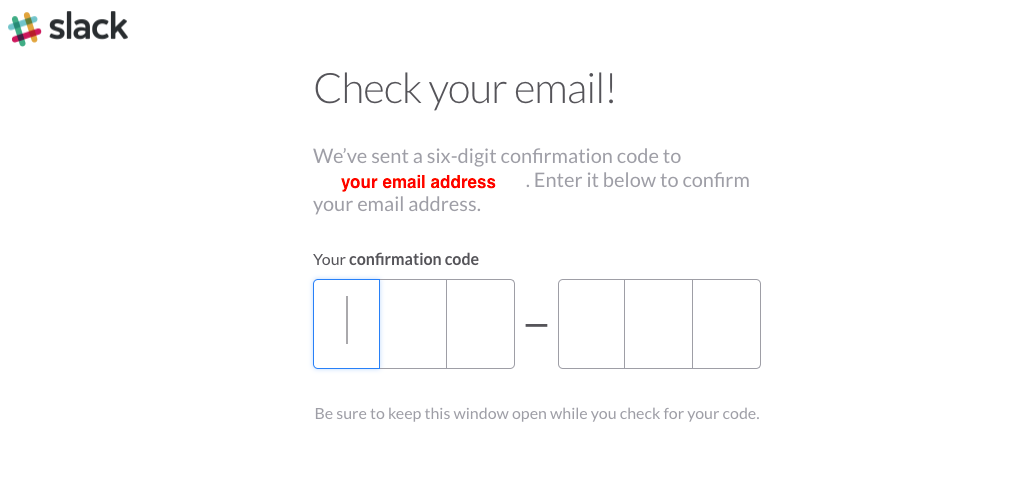 slack
Check your email!
We've sent a six-digit confirmation code to
your email address . Enter it below to confirm
your email address.
Your confirmation code
Be sure to keep this window open while you check for your code.